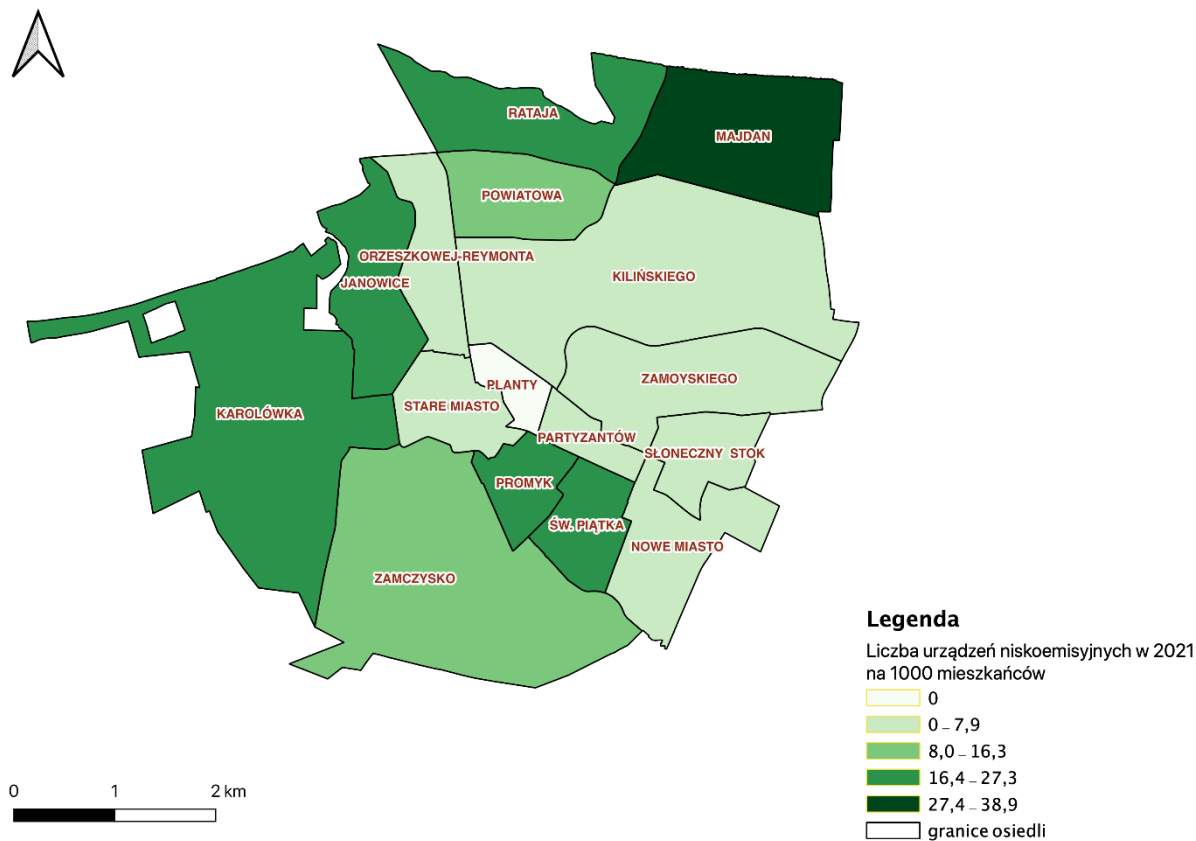 RATAJA
MAJDAN
POWIATOWA
ORZESZKOWEJ-REYMONTA
KILIŃSKIEGO
JANOWICE
PLANTY
ZAMOYSKIEGO
STARE MIASTO
KAROLÓWKA
PARTYZANTÓW
SŁONECZNY STOK
PROMYK
ŚW. PIĄTKA
NOWE MIASTO
ZAMCZYSKO
Legenda
Liczba urządzeń niskoemisyjnych w 2021
na 1000 mieszkańców
0
0 – 7,9
8,0 – 16,3
16,4 – 27,3
27,4 – 38,9
granice osiedli
0 1 2 km